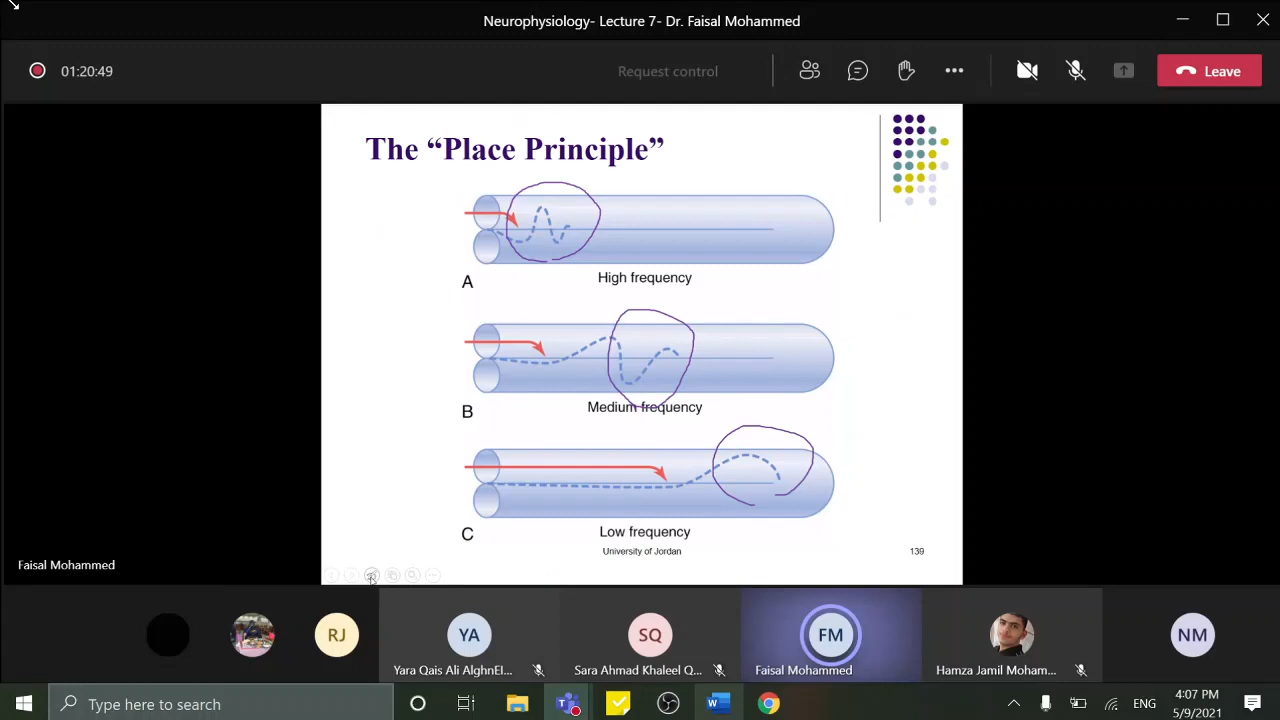 Neurophysiology- Lecture 7- Dr. Faisal Mohammed
01:20:49
Request control
Leave
The “Place Principle”
A
High frequency
B
Medium frequency
C
Low frequency
University of Jordan
139
Faisal Mohammed
RJ
YA
SQ
FM
NM
Yara Qais Ali AlghnEl...
Sara Ahmad Khaleel Q...
Faisal Mohammed
Hamza Jamil Moham...
Type here to search
ENG
4:07 PM
5/9/2021